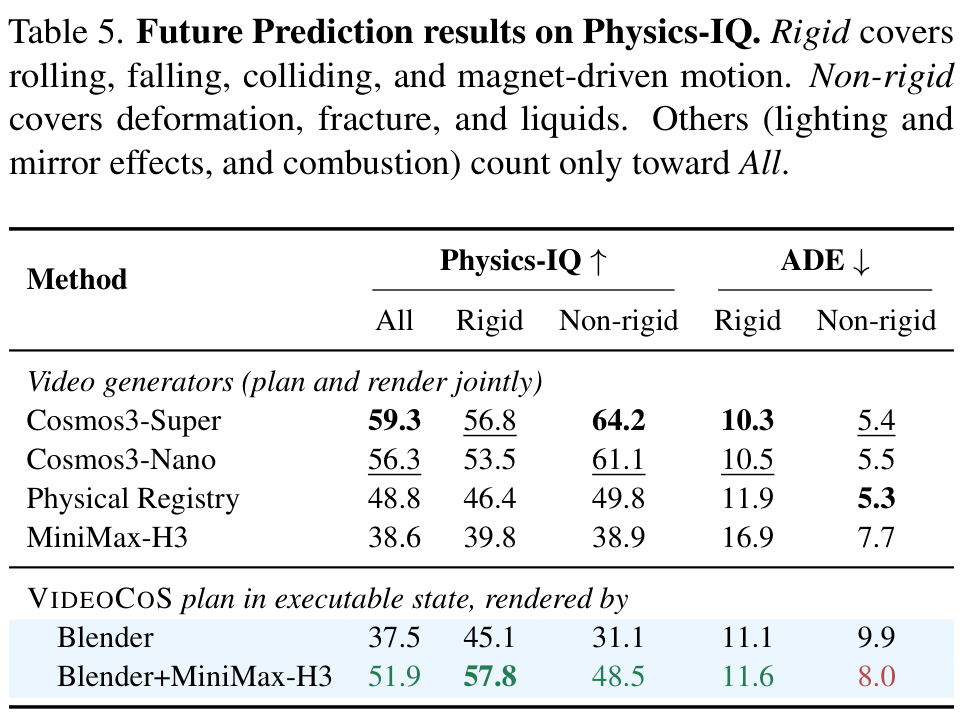 Table 5. Future Prediction results on Physics-IQ. Rigid covers
rolling, falling, colliding, and magnet-driven motion. Non-rigid
covers deformation, fracture, and liquids. Others (lighting and
mirror effects, and combustion) count only toward All.
Method Physics-IQ ↑ ADE ↓
All Rigid Non-rigid Rigid Non-rigid
Video generators (plan and render jointly)
Cosmos3-Super 59.3 56.8 64.2 10.3 5.4
Cosmos3-Nano 56.3 53.5 61.1 10.5 5.5
Physical Registry 48.8 46.4 49.8 11.9 5.3
MiniMax-H3 38.6 39.8 38.9 16.9 7.7
VIDEOCOS plan in executable state, rendered by
Blender 37.5 45.1 31.1 11.1 9.9
Blender+MiniMax-H3 51.9 57.8 48.5 11.6 8.0